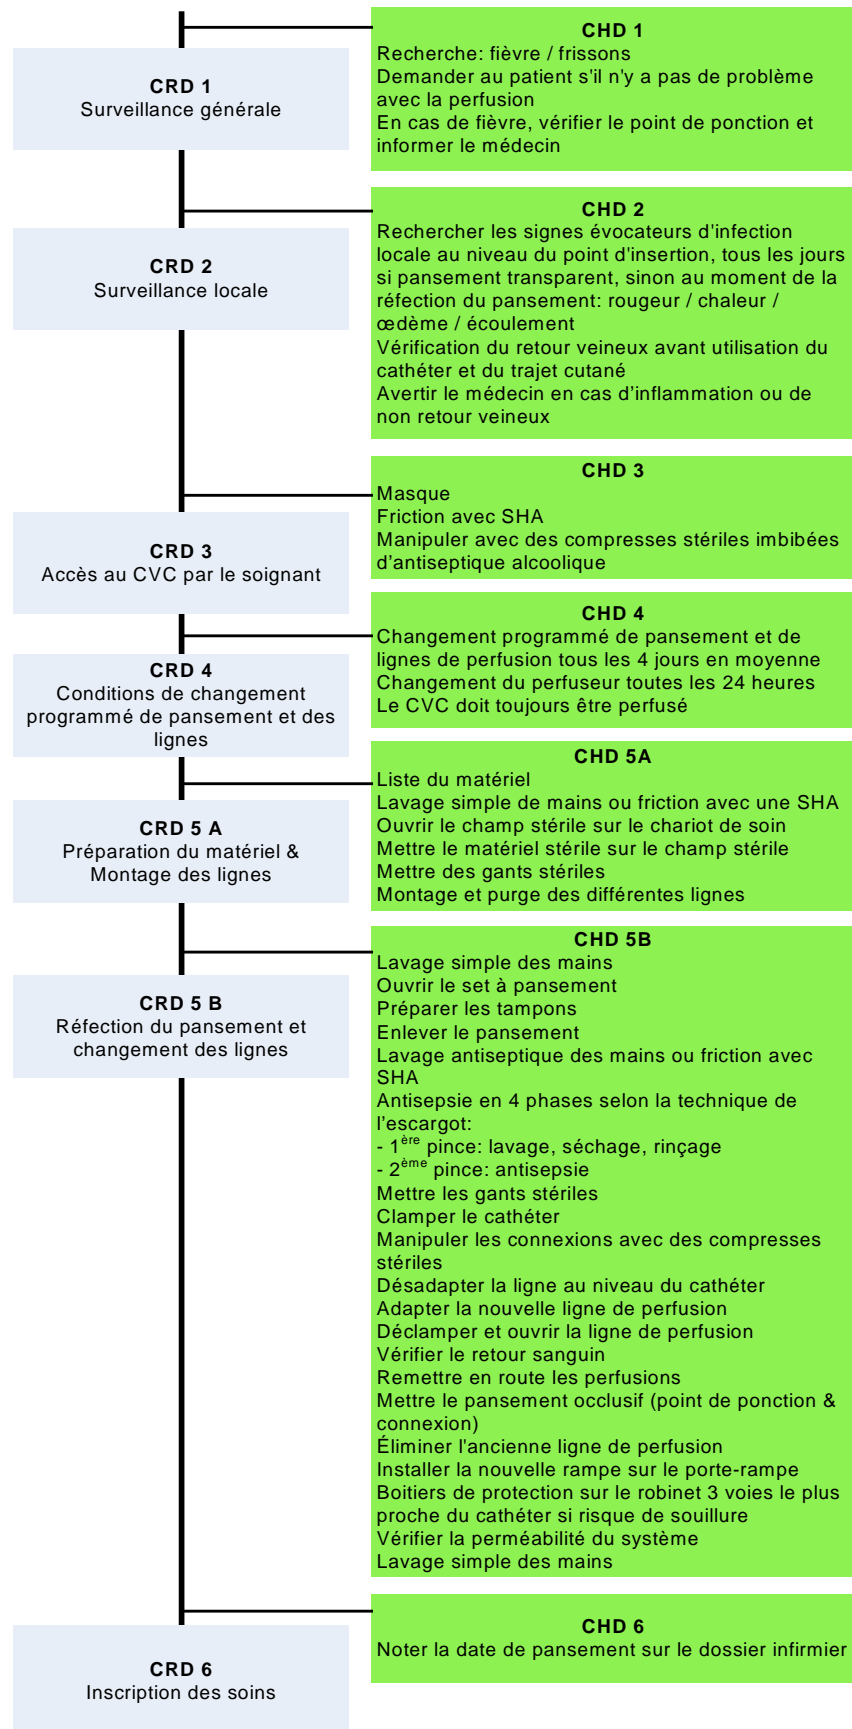 CHD 1
Recherche: fièvre / frissons
Demander au patient s'il n'y a pas de problème
avec la perfusion
En cas de fièvre, vérifier le point de ponction et
informer le médecin
CRD 1
Surveillance générale
CHD 2
Rechercher les signes évocateurs d'infection
locale au niveau du point d'insertion, tous les jours
si pansement transparent, sinon au moment de la
réfection du pansement: rougeur / chaleur /
œdème / écoulement
Vérification du retour veineux avant utilisation du
cathéter et du trajet cutané
Avertir le médecin en cas d’inflammation ou de
non retour veineux
CRD 2
Surveillance locale
CHD 3
Masque
Friction avec SHA
Manipuler avec des compresses stériles imbibées
d’antiseptique alcoolique
CRD 3
Accès au CVC par le soignant
CHD 4
Changement programmé de pansement et de
lignes de perfusion tous les 4 jours en moyenne
Changement du perfuseur toutes les 24 heures
Le CVC doit toujours être perfusé
CRD 4
Conditions de changement
programmé de pansement et des
lignes
CHD 5A
Liste du matériel
Lavage simple de mains ou friction avec une SHA
Ouvrir le champ stérile sur le chariot de soin
Mettre le matériel stérile sur le champ stérile
Mettre des gants stériles
Montage et purge des différentes lignes
CRD 5 A
Préparation du matériel &
Montage des lignes
CHD 5B
Lavage simple des mains
Ouvrir le set à pansement
Préparer les tampons
Enlever le pansement
Lavage antiseptique des mains ou friction avec
SHA
Antisepsie en 4 phases selon la technique de
l’escargot:
- 1ère pince: lavage, séchage, rinçage
- 2ème pince: antisepsie
Mettre les gants stériles
Clamper le cathéter
Manipuler les connexions avec des compresses
stériles
Désadapter la ligne au niveau du cathéter
Adapter la nouvelle ligne de perfusion
Déclamper et ouvrir la ligne de perfusion
Vérifier le retour sanguin
Remettre en route les perfusions
Mettre le pansement occlusif (point de ponction &
connexion)
Éliminer l'ancienne ligne de perfusion
Installer la nouvelle rampe sur le porte-rampe
Boitiers de protection sur le robinet 3 voies le plus
proche du cathéter si risque de souillure
Vérifier la perméabilité du système
Lavage simple des mains
CRD 5 B
Réfection du pansement et
changement des lignes
CHD 6
Noter la date de pansement sur le dossier infirmier
CRD 6
Inscription des soins